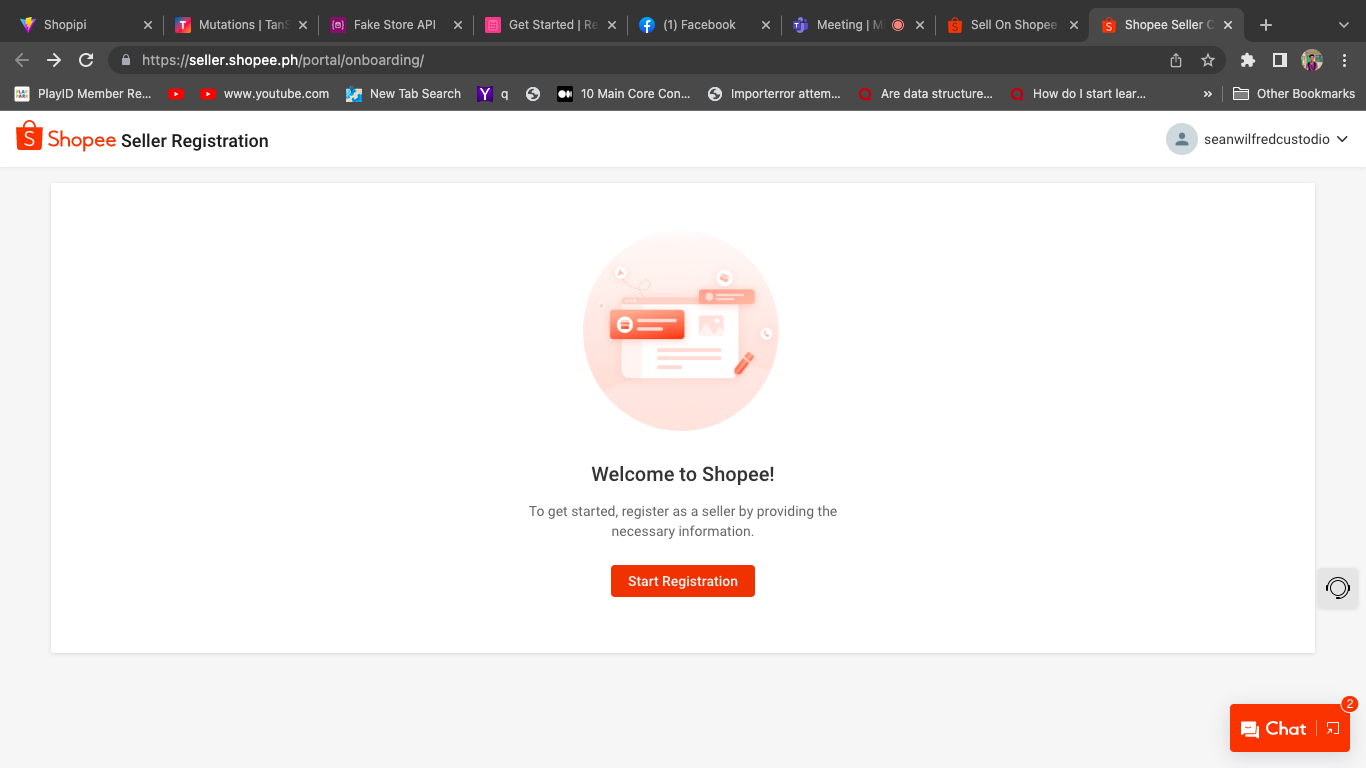 Shopipi
Mutations | TanS
Fake Store API
Get Started | Re
(1) Facebook
Meeting | M
Sell On Shopee
Shopee Seller C
https://seller.shopee.ph/portal/onboarding/
PlayID Member Re...
www.youtube.com
New Tab Search
q
10 Main Core Con...
Importerror attem...
Are data structure...
How do I start lear...
»
Other Bookmarks
Shopee Seller Registration
seanwilfredcustodio
Welcome to Shopee!
To get started, register as a seller by providing the
necessary information.
Start Registration
2
Chat